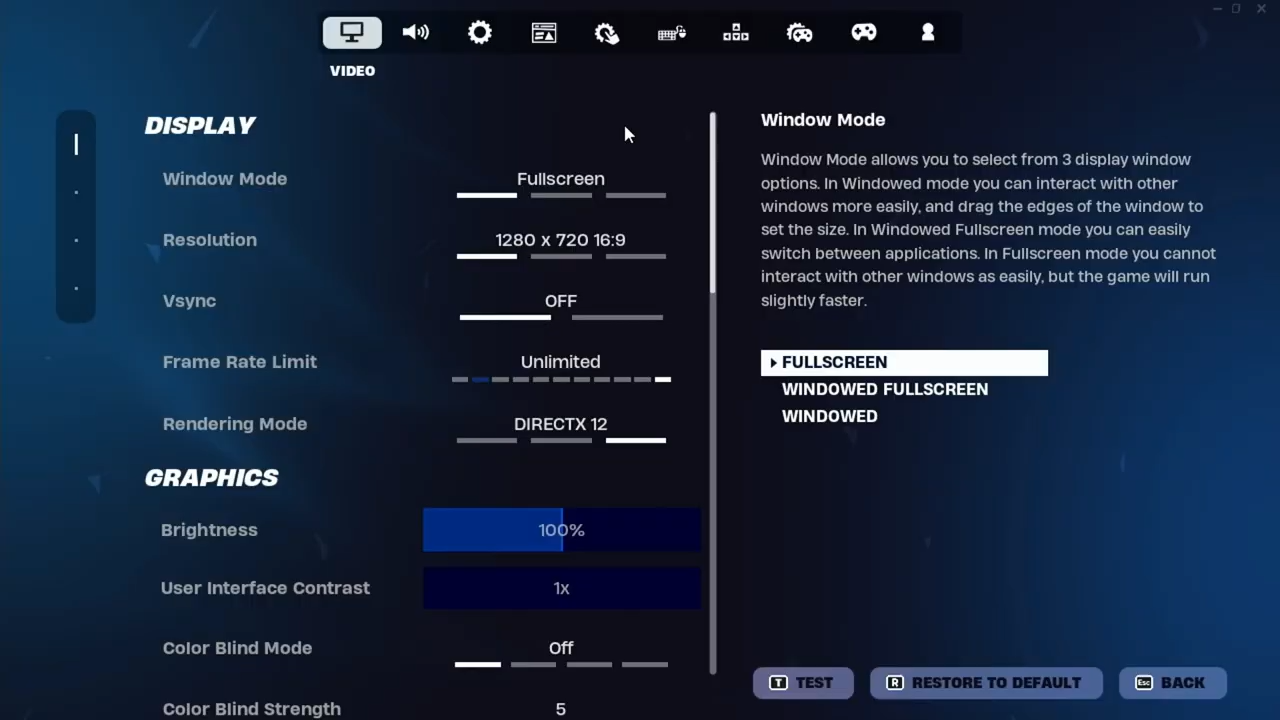 VIDEO
DISPLAY
Window Mode
Fullscreen
Resolution
1280 x 720 16:9
Vsync
OFF
Frame Rate Limit
Unlimited
Rendering Mode
DIRECTX 12
GRAPHICS
Brightness
100%
User Interface Contrast
1x
Color Blind Mode
Off
Color Blind Strength
5
Window Mode
Window Mode allows you to select from 3 display window
options. In Windowed mode you can interact with other
windows more easily, and drag the edges of the window to
set the size. In Windowed Fullscreen mode you can easily
switch between applications. In Fullscreen mode you cannot
interact with other windows as easily, but the game will run
slightly faster.
FULLSCREEN
WINDOWED FULLSCREEN
WINDOWED
T TEST
R RESTORE TO DEFAULT
Esc BACK